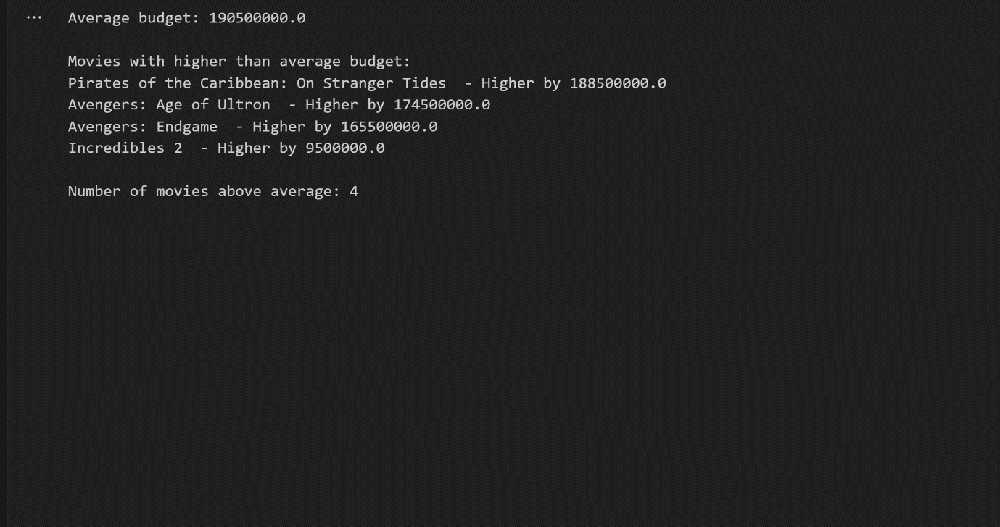 Average budget: 190500000.0
Movies with higher than average budget:
Pirates of the Caribbean: On Stranger Tides  - Higher by 188500000.0
Avengers: Age of Ultron  - Higher by 174500000.0
Avengers: Endgame  - Higher by 165500000.0
Incredibles 2  - Higher by 9500000.0
Number of movies above average: 4